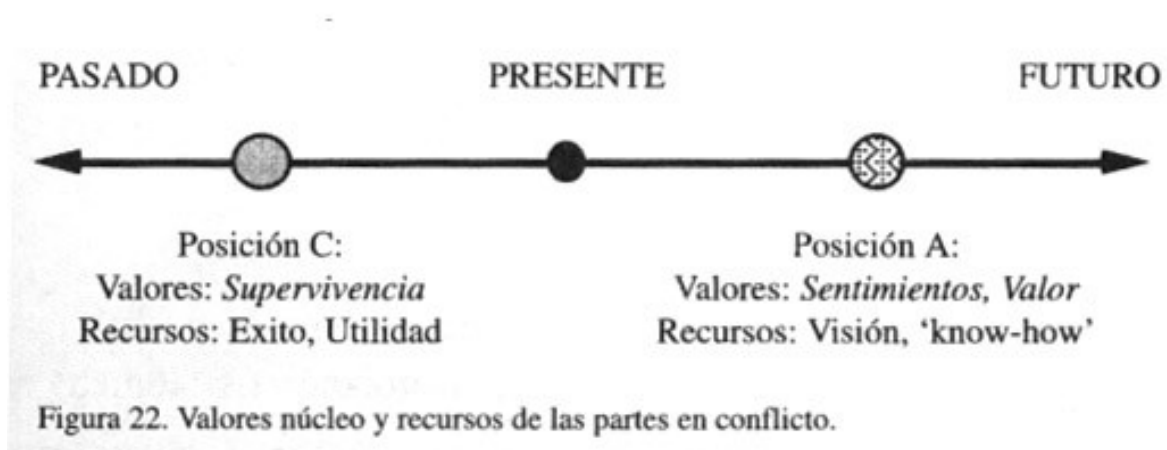 PASADO PRESENTE FUTURO
Posición C:
Valores: Supervivencia
Recursos: Exito, Utilidad
Posición A:
Valores: Sentimientos, Valor
Recursos: Visión, ‘know-how’
Figura 22. Valores núcleo y recursos de las partes en conflicto.